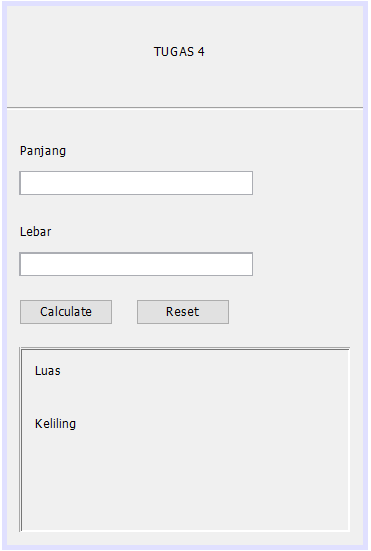 TUGAS 4
Panjang
Lebar
Calculate Reset
Luas
Keliling